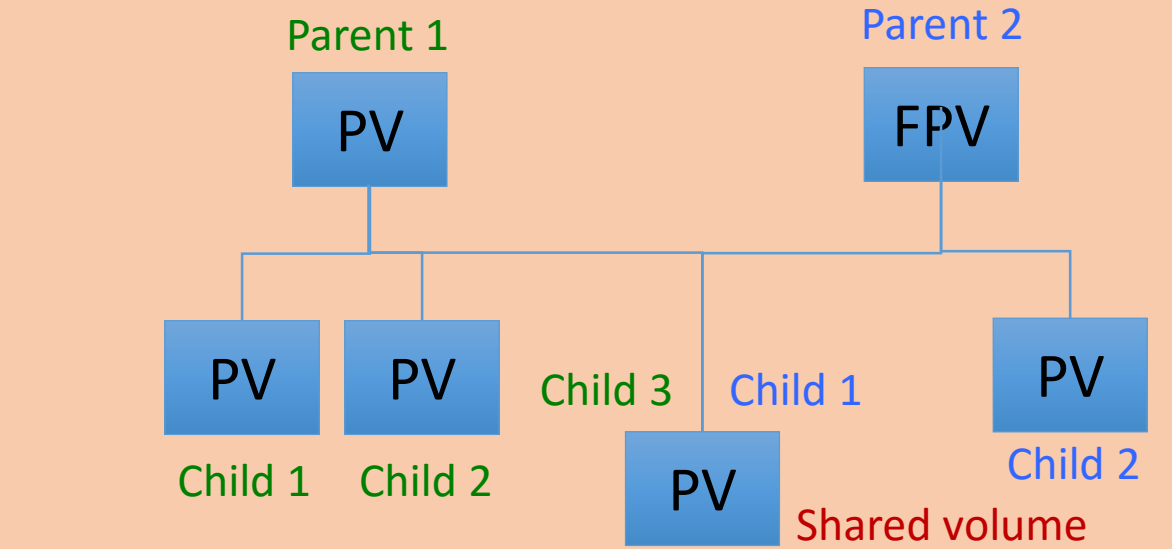 Parent 1
Parent 2
PV
FPV
PV
PV
Child 3
Child 1
PV
Child 1
Child 2
PV
Child 2
Shared volume